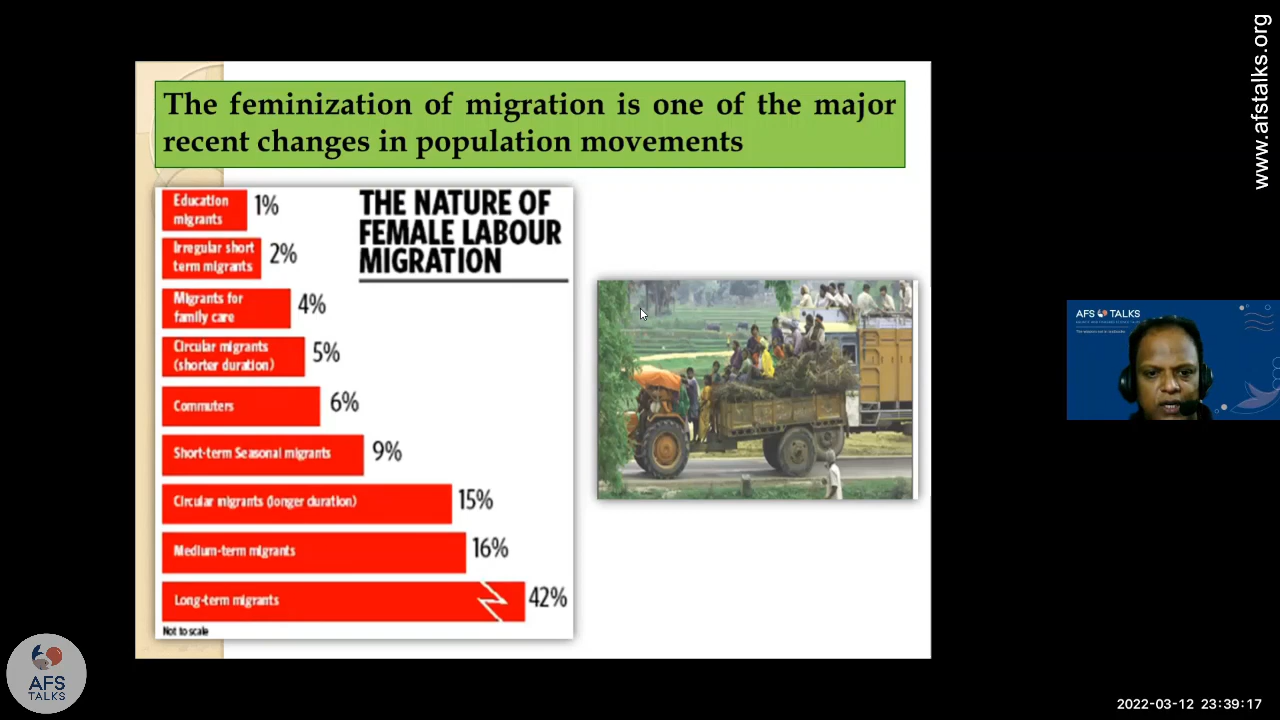 www.afstalks.org
The feminization of migration is one of the major
recent changes in population movements
THE NATURE OF
FEMALE LABOUR
MIGRATION
Education
migrants
1%
Irregular short
term migrants
2%
Migrants for
family care
4%
Circular migrants
(shorter duration)
5%
Commuters
6%
Short-term Seasonal migrants
9%
Circular migrants (longer duration)
15%
Medium-term migrants
16%
Long-term migrants
42%
Not to scale
AFS TALKS
AFS
TALKS
2022-03-12 23:39:17